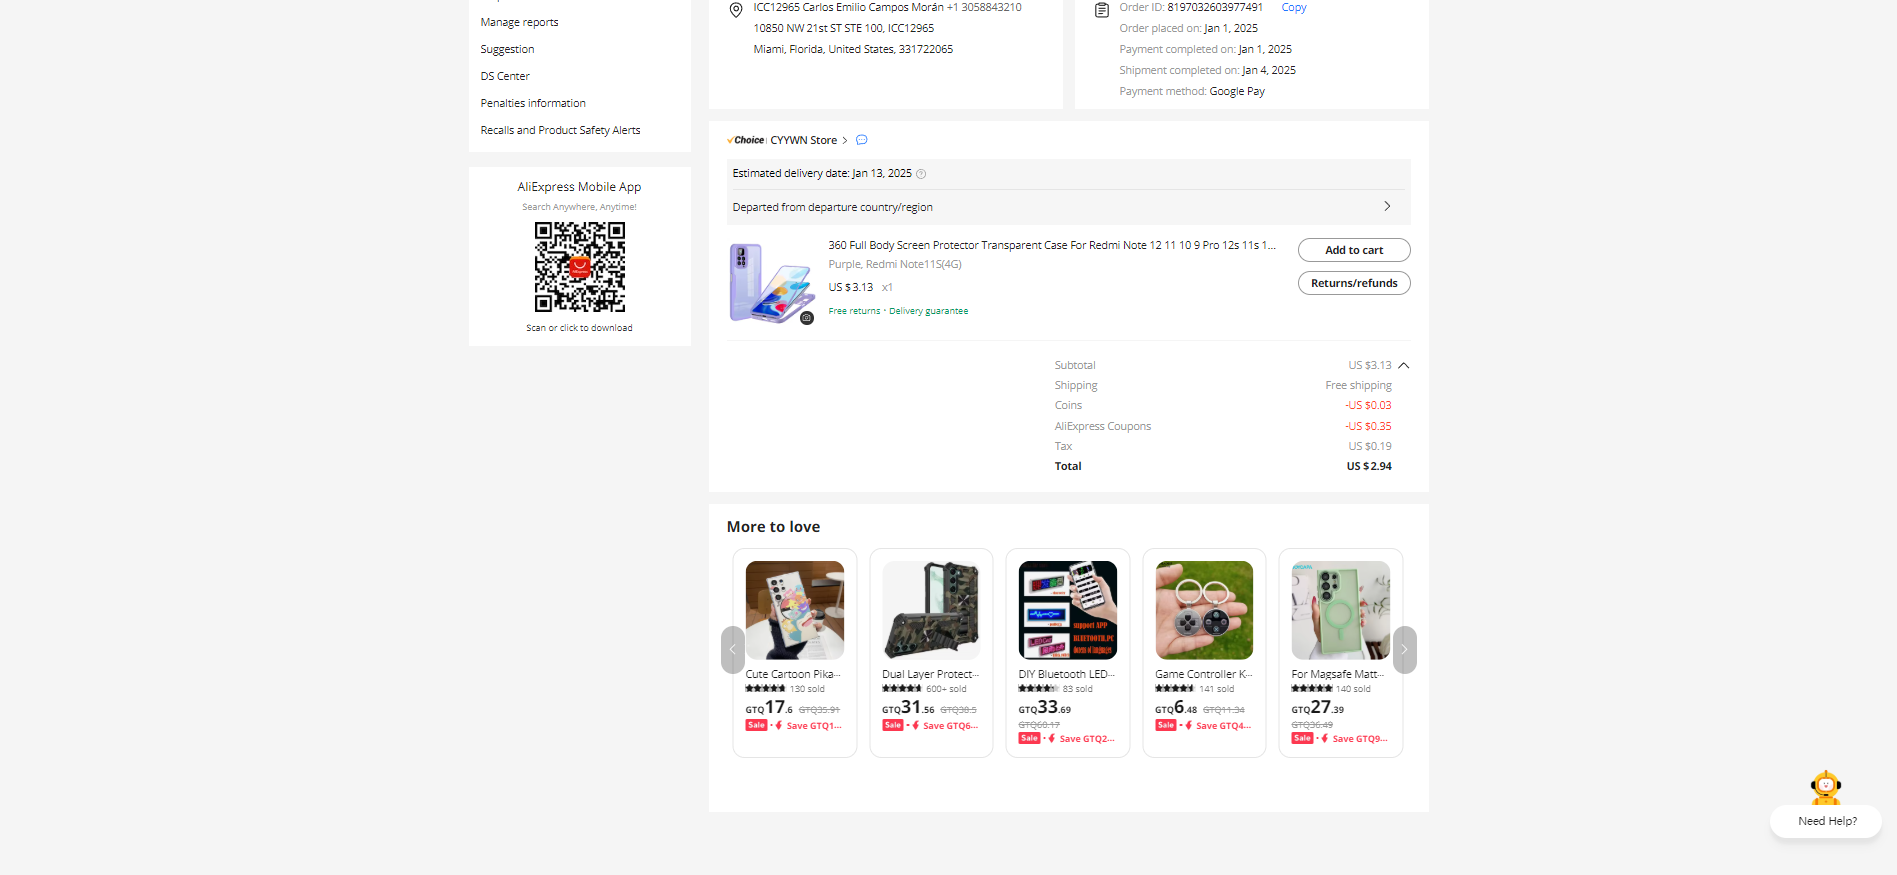 Manage reports
Suggestion
DS Center
Penalties information
Recalls and Product Safety Alerts
AliExpress Mobile App
Search Anywhere, Anytime!
Scan or click to download
ICC12965 Carlos Emilio Campos Morán +1 3058843210
10850 NW 21st ST STE 100, ICC12965
Miami, Florida, United States, 331722065
Order ID: 8197032603977491 Copy
Order placed on: Jan 1, 2025
Payment completed on: Jan 1, 2025
Shipment completed on: Jan 4, 2025
Payment method: Google Pay
Choice CYYWN Store
Estimated delivery date: Jan 13, 2025
Departed from departure country/region
360 Full Body Screen Protector Transparent Case For Redmi Note 12 11 10 9 Pro 12s 11s 1...
Purple, Redmi Note11S(4G)
US $3.13 x1
Free returns · Delivery guarantee
Add to cart
Returns/refunds
Subtotal US $3.13
Shipping Free shipping
Coins -US $0.03
AliExpress Coupons -US $0.35
Tax US $0.19
Total US $2.94
More to love
Cute Cartoon Pika...
130 sold
GTQ17.6 GTQ35.91
Sale Save GTQ1...
Dual Layer Protect...
600+ sold
GTQ31.56 GTQ38.5
Sale Save GTQ6...
support APP
BLUETOOTH,PC
DIY Bluetooth LED...
83 sold
GTQ33.69
GTQ60.17
Sale Save GTQ2...
Game Controller K...
141 sold
GTQ6.48 GTQ11.34
Sale Save GTQ4...
For Magsafe Matt...
140 sold
GTQ27.39
GTQ36.49
Sale Save GTQ9...
Need Help?